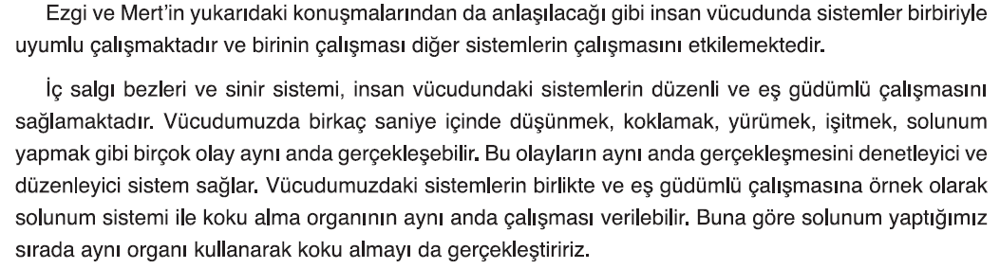 Ezgi ve Mert’in yukarıdaki konuşmalarından da anlaşılacağı gibi insan vücudunda sistemler birbiriyle
uyumlu çalışmaktadır ve birinin çalışması diğer sistemlerin çalışmasını etkilemektedir.
İç salgı bezleri ve sinir sistemi, insan vücudundaki sistemlerin düzenli ve eş güdümlü çalışmasını
sağlamaktadır. Vücudumuzda birkaç saniye içinde düşünmek, koklamak, yürümek, işitmek, solunum
yapmak gibi birçok olay aynı anda gerçekleşebilir. Bu olayların aynı anda gerçekleşmesini denetleyici ve
düzenleyici sistem sağlar. Vücudumuzdaki sistemlerin birlikte ve eş güdümlü çalışmasına örnek olarak
solunum sistemi ile koku alma organının aynı anda çalışması verilebilir. Buna göre solunum yaptığımız
sırada aynı organı kullanarak koku almayı da gerçekleştiririz.